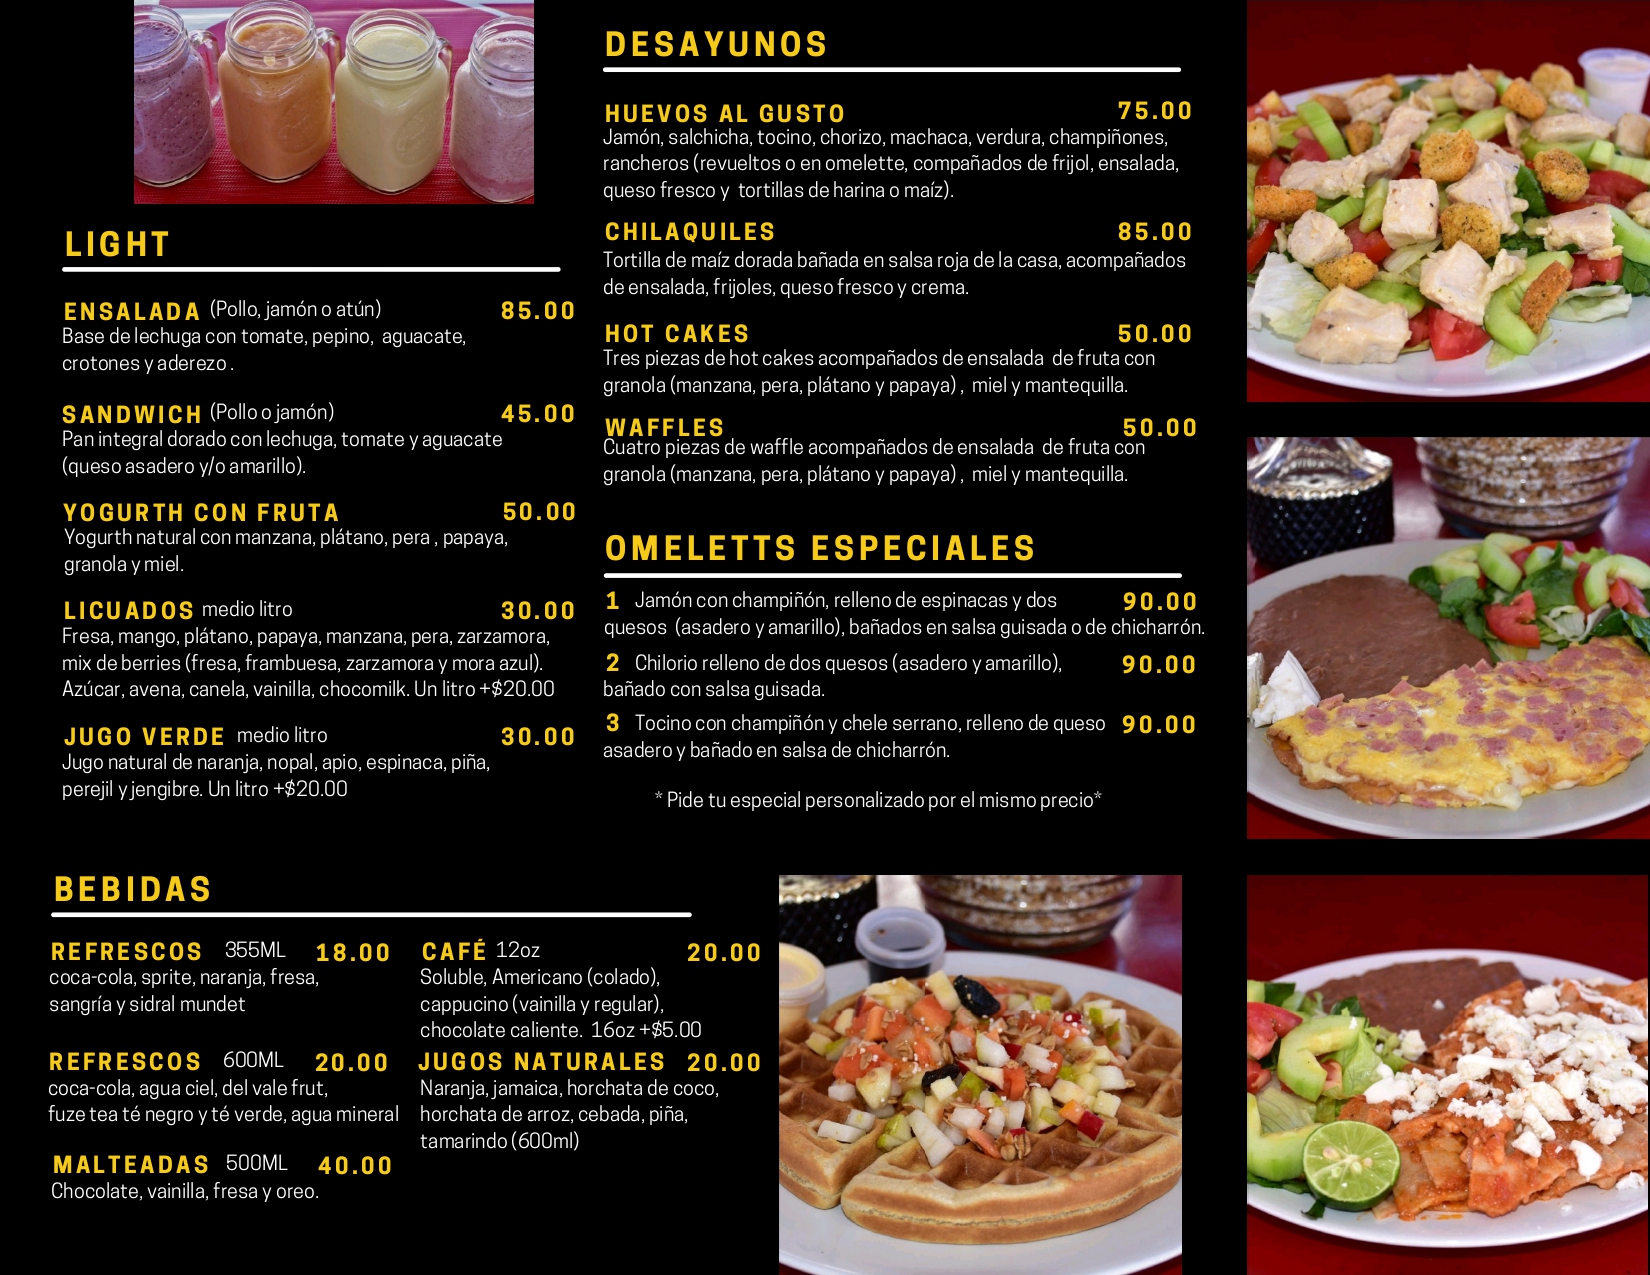 LIGHT
ENSALADA (Pollo, jamón o atún) 85.00
Base de lechuga con tomate, pepino, aguacate,
crotones y aderezo .
SANDWICH (Pollo o jamón) 45.00
Pan integral dorado con lechuga, tomate y aguacate
(queso asadero y/o amarillo).
YOGURTH CON FRUTA 50.00
Yogurth natural con manzana, plátano, pera , papaya,
granola y miel.
LICUADOS medio litro 30.00
Fresa, mango, plátano, papaya, manzana, pera, zarzamora,
mix de berries (fresa, frambuesa, zarzamora y mora azul).
Azúcar, avena, canela, vainilla, chocomilk. Un litro +$20.00
JUGO VERDE medio litro 30.00
Jugo natural de naranja, nopal, apio, espinaca, piña,
perejil y jengibre. Un litro +$20.00
DESAYUNOS
HUEVOS AL GUSTO 75.00
Jamón, salchicha, tocino, chorizo, machaca, verdura, champiñones,
rancheros (revueltos o en omelette, compañados de frijol, ensalada,
queso fresco y tortillas de harina o maíz).
CHILAQUILES 85.00
Tortilla de maíz dorada bañada en salsa roja de la casa, acompañados
de ensalada, frijoles, queso fresco y crema.
HOT CAKES 50.00
Tres piezas de hot cakes acompañados de ensalada de fruta con
granola (manzana, pera, plátano y papaya) , miel y mantequilla.
WAFFLES 50.00
Cuatro piezas de waffle acompañados de ensalada de fruta con
granola (manzana, pera, plátano y papaya) , miel y mantequilla.
OMELETTS ESPECIALES
1 Jamón con champiñón, relleno de espinacas y dos 90.00
quesos (asadero y amarillo), bañados en salsa guisada o de chicharrón.
2 Chilorio relleno de dos quesos (asadero y amarillo), 90.00
bañado con salsa guisada.
3 Tocino con champiñón y chele serrano, relleno de queso 90.00
asadero y bañado en salsa de chicharrón.
* Pide tu especial personalizado por el mismo precio*
BEBIDAS
REFRESCOS 355ML 18.00
coca-cola, sprite, naranja, fresa,
sangría y sidral mundet
REFRESCOS 600ML 20.00
coca-cola, agua ciel, del vale frut,
fuze tea té negro y té verde, agua mineral
MALTEADAS 500ML 40.00
Chocolate, vainilla, fresa y oreo.
CAFÉ 12oz 20.00
Soluble, Americano (colado),
cappucino (vainilla y regular),
chocolate caliente. 16oz +$5.00
JUGOS NATURALES 20.00
Naranja, jamaica, horchata de coco,
horchata de arroz, cebada, piña,
tamarindo (600ml)